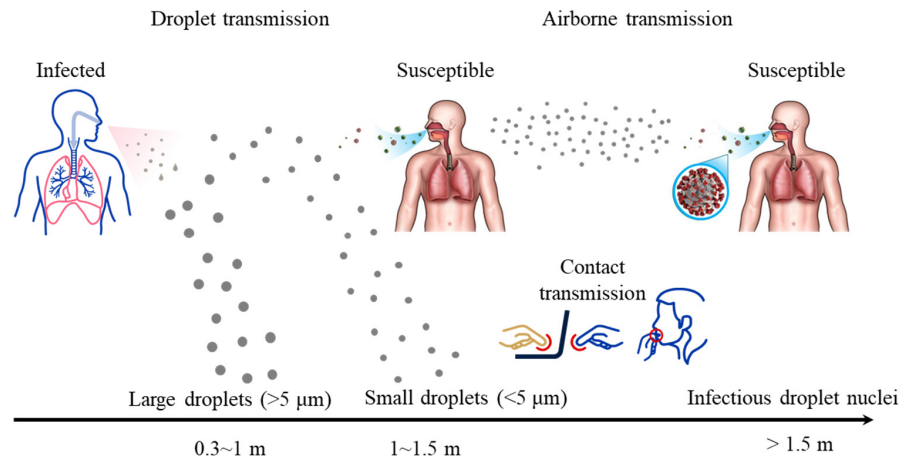 Droplet transmission
Airborne transmission
Infected
Susceptible
Susceptible
Contact
transmission
Large droplets (>5 μm)
Small droplets (<5 μm)
Infectious droplet nuclei
0.3~1 m
1~1.5 m
> 1.5 m